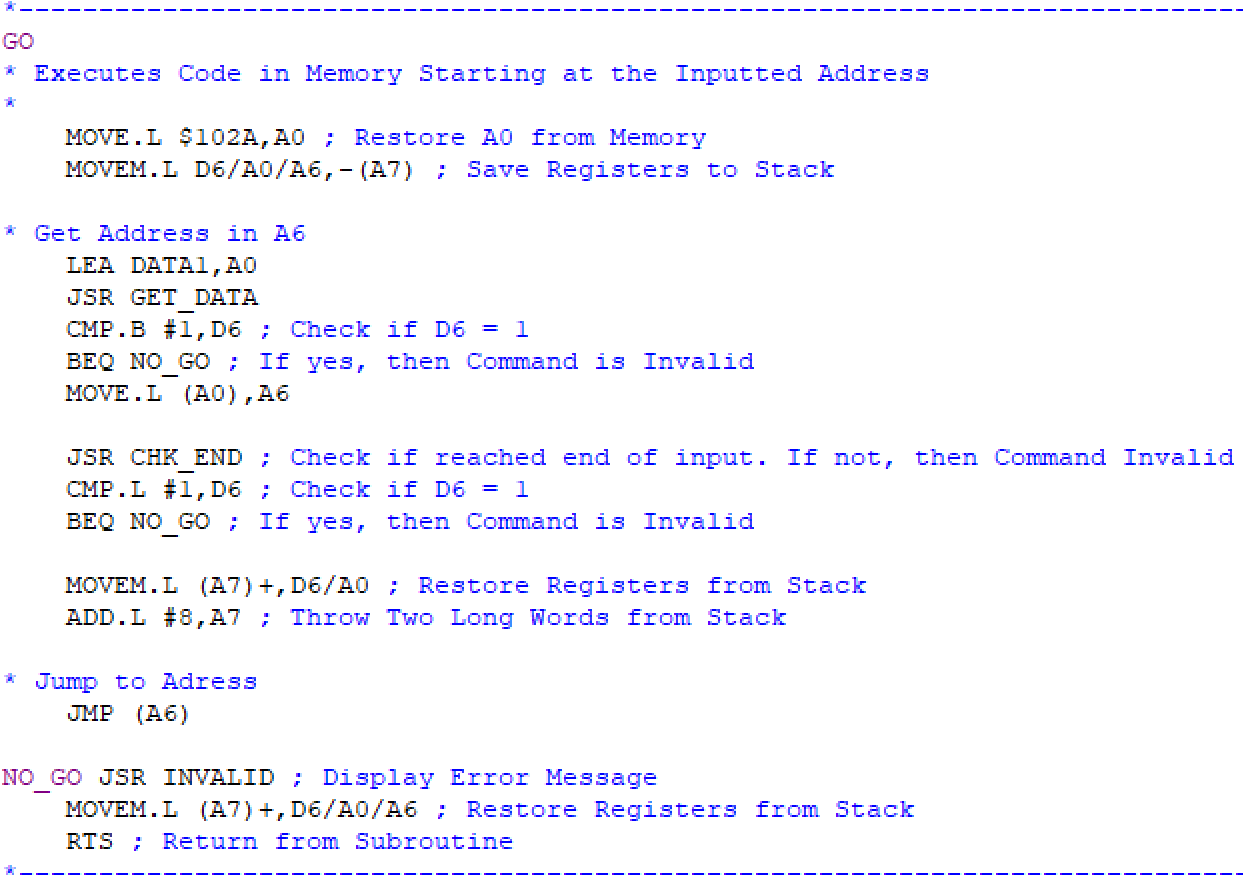 *-----------------------------------------------------------------------------
GO
* Executes Code in Memory Starting at the Inputted Address
*
    MOVE.L $102A,A0 ; Restore A0 from Memory
    MOVEM.L D6/A0/A6,-(A7) ; Save Registers to Stack

* Get Address in A6
    LEA DATA1,A0
    JSR GET_DATA
    CMP.B #1,D6 ; Check if D6 = 1
    BEQ NO_GO ; If yes, then Command is Invalid
    MOVE.L (A0),A6

    JSR CHK_END ; Check if reached end of input. If not, then Command Invalid
    CMP.L #1,D6 ; Check if D6 = 1
    BEQ NO_GO ; If yes, then Command is Invalid

    MOVEM.L (A7)+,D6/A0 ; Restore Registers from Stack
    ADD.L #8,A7 ; Throw Two Long Words from Stack

* Jump to Adress
    JMP (A6)

NO_GO JSR INVALID ; Display Error Message
    MOVEM.L (A7)+,D6/A0/A6 ; Restore Registers from Stack
    RTS ; Return from Subroutine
*-----------------------------------------------------------------------------